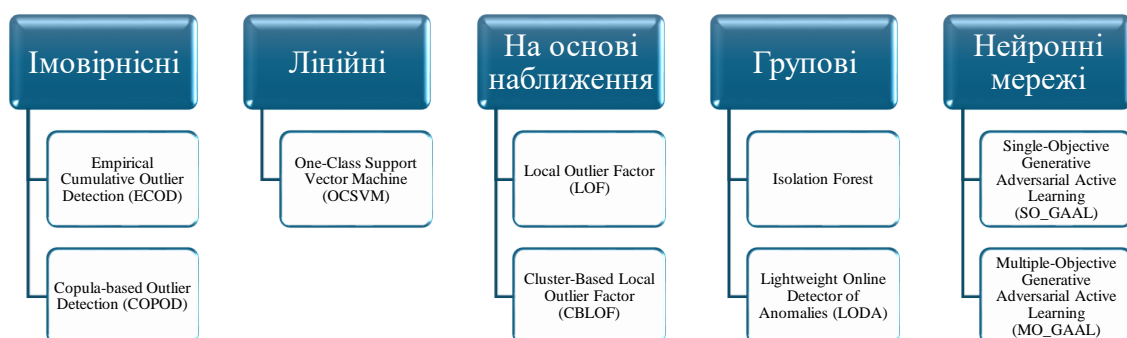 Імовірнісні
Empirical
Cumulative Outlier
Detection (ECOD)
Copula-based Outlier
Detection (COPOD)
Лінійні
One-Class Support
Vector Machine
(OCSVM)
На основі
наближення
Local Outlier Factor
(LOF)
Cluster-Based Local
Outlier Factor
(CBLOF)
Групові
Isolation Forest
Lightweight Online
Detector of
Anomalies (LODA)
Нейронні
мережі
Single-Objective
Generative
Adversarial Active
Learning
(SO_GAAL)
Multiple-Objective
Generative
Adversarial Active
Learning
(MO_GAAL)